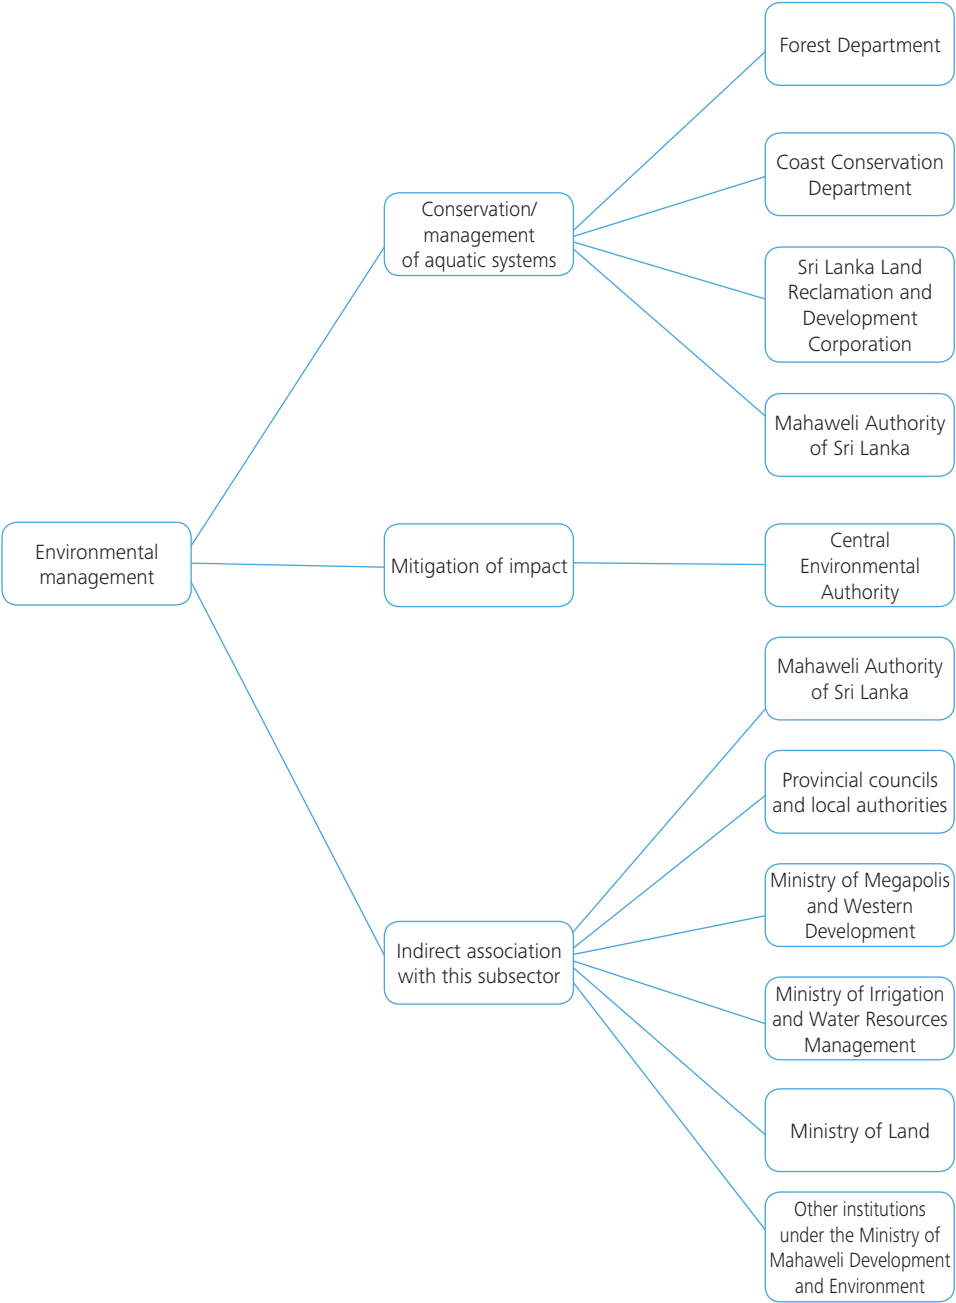 Environmental
management
Conservation/
management
of aquatic systems
Forest Department
Coast Conservation
Department
Sri Lanka Land
Reclamation and
Development
Corporation
Mahaweli Authority
of Sri Lanka
Mitigation of impact
Central
Environmental
Authority
Indirect association
with this subsector
Mahaweli Authority
of Sri Lanka
Provincial councils
and local authorities
Ministry of Megapolis
and Western
Development
Ministry of Irrigation
and Water Resources
Management
Ministry of Land
Other institutions
under the Ministry of
Mahaweli Development
and Environment